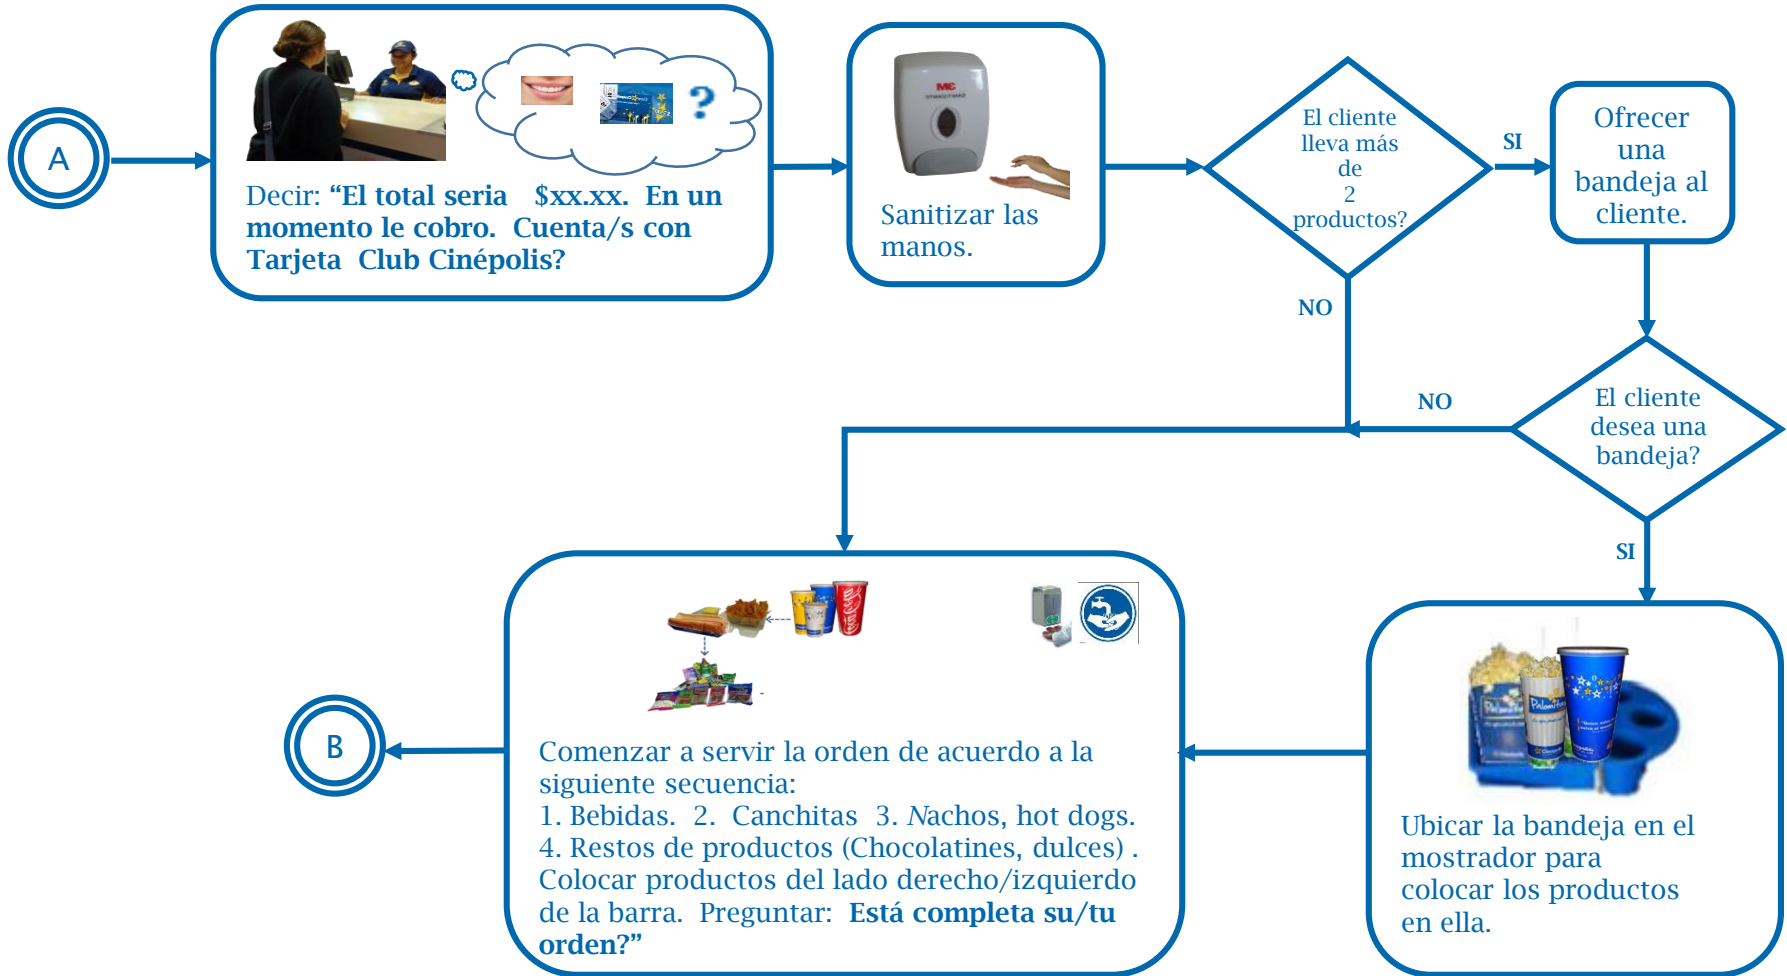 A
?
Decir: “El total seria $xx.xx. En un
momento le cobro. Cuenta/s con
Tarjeta Club Cinépolis?
3M
Sanitizar las
manos.
El cliente
lleva más
de
2
productos?
SI
Ofrecer
una
bandeja al
cliente.
NO
El cliente
desea una
bandeja?
NO
SI
Palomitas
Ubicar la bandeja en el
mostrador para
colocar los productos
en ella.
Coca-Cola
Comenzar a servir la orden de acuerdo a la
siguiente secuencia:
1. Bebidas. 2. Canchitas 3. Nachos, hot dogs.
4. Restos de productos (Chocolatines, dulces) .
Colocar productos del lado derecho/izquierdo
de la barra. Preguntar: Está completa su/tu
orden?”
B